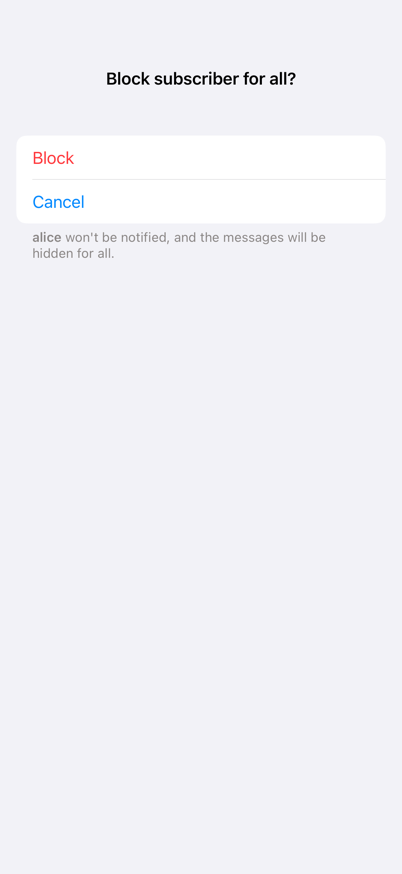 Block subscriber for all?
Block
Cancel
alice won't be notified, and the messages will be
hidden for all.